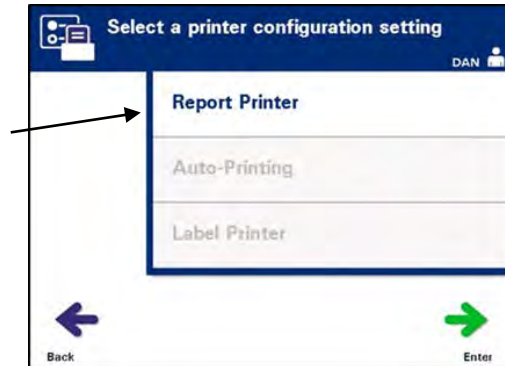 Select a printer configuration setting
DAN
Report Printer
Auto-Printing
Label Printer
Back
Enter